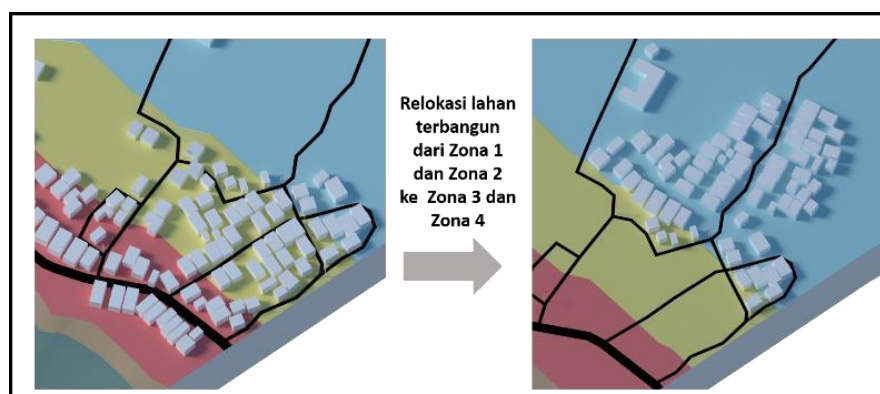 Relokasi lahan
terbangun
dari Zona 1
dan Zona 2
ke Zona 3 dan
Zona 4